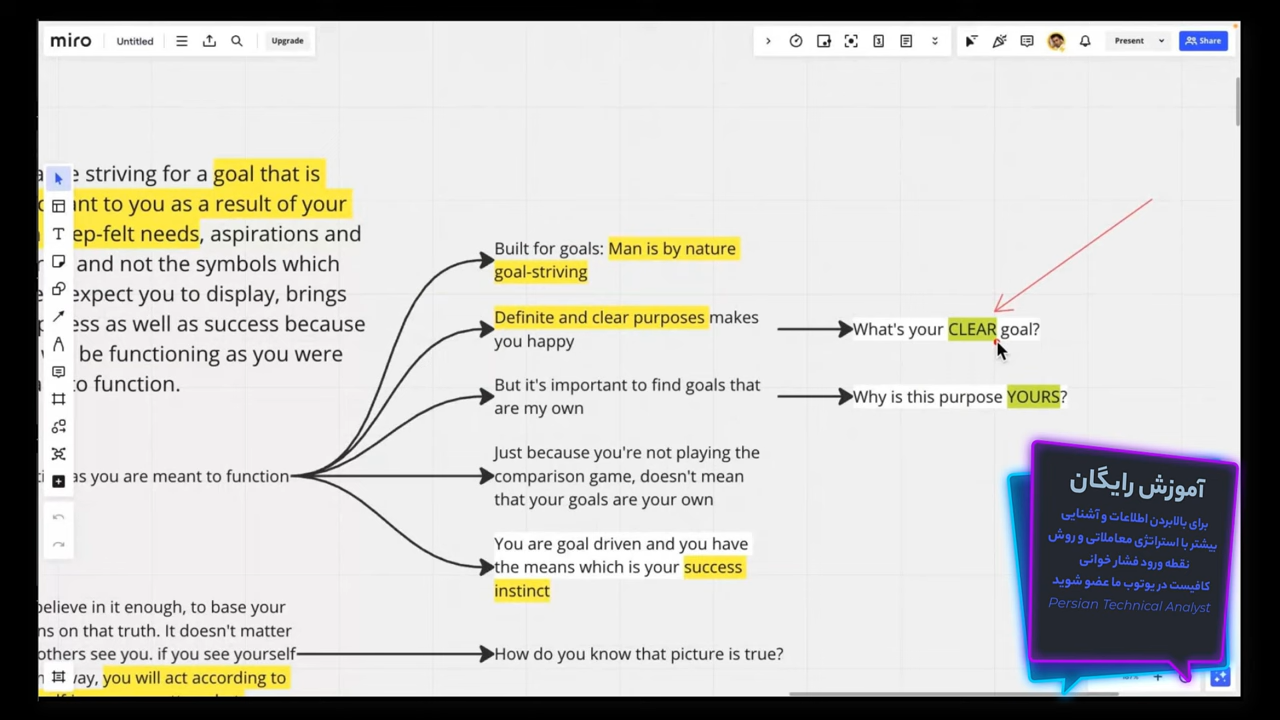 miro
Untitled
Upgrade
Present
Share
striving for a goal that is
to you as a result of your
needs, aspirations and
and not the symbols which
expect you to display, brings
as well as success because
be functioning as you were
to function.
as you are meant to function
Built for goals: Man is by nature
goal-striving
Definite and clear purposes makes
you happy
But it's important to find goals that
are my own
Just because you're not playing the
comparison game, doesn't mean
that your goals are your own
You are goal driven and you have
the means which is your success
instinct
What's your CLEAR goal?
Why is this purpose YOURS?
believe in it enough, to base your
on that truth. It doesn't matter
others see you. if you see yourself
you will act according to
How do you know that picture is true?
آموزش رایگان
برای بالابردن اطلاعات و آشنایی
بیشتر با استراتژی معاملاتی و روش
نقطه ورود فشار خوانی
کافیست در یوتوب ما عضو شوید
Persian Technical Analyst